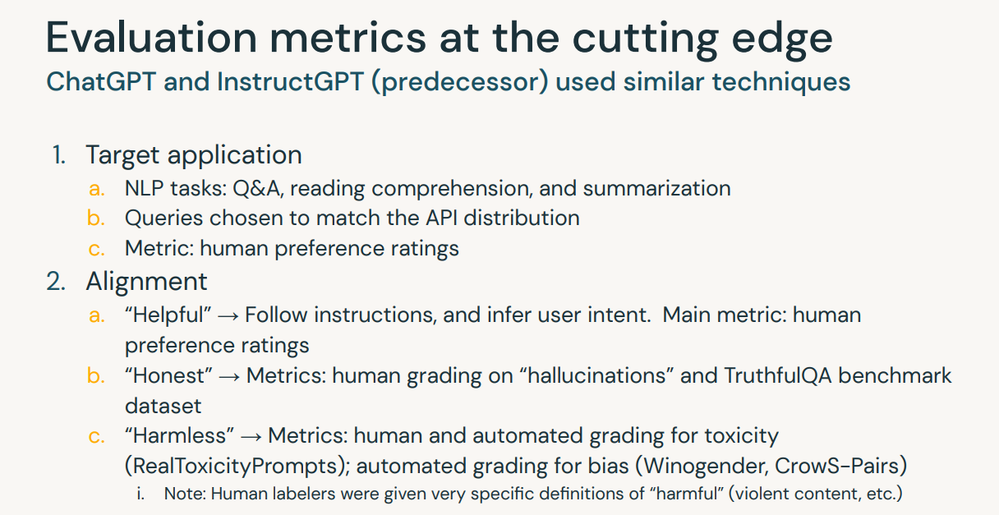 Evaluation metrics at the cutting edge
ChatGPT and InstructGPT (predecessor) used similar techniques
1. Target application
a. NLP tasks: Q&A, reading comprehension, and summarization
b. Queries chosen to match the API distribution
c. Metric: human preference ratings
2. Alignment
a. “Helpful” → Follow instructions, and infer user intent. Main metric: human
preference ratings
b. “Honest” → Metrics: human grading on “hallucinations” and TruthfulQA benchmark
dataset
c. “Harmless” → Metrics: human and automated grading for toxicity
(RealToxicityPrompts); automated grading for bias (Winogender, CrowS-Pairs)
i. Note: Human labelers were given very specific definitions of “harmful” (violent content, etc.)